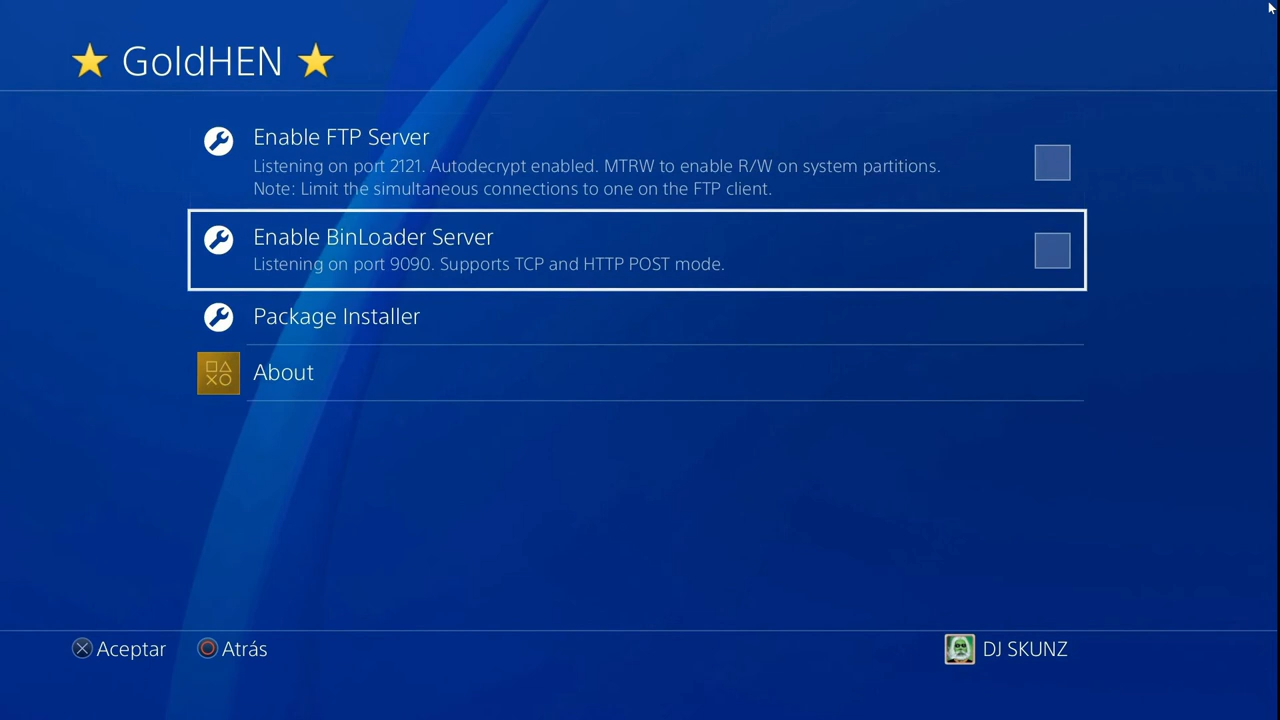 GoldHEN
Enable FTP Server
Listening on port 2121. Autodecrypt enabled. MTRW to enable R/W on system partitions.
Note: Limit the simultaneous connections to one on the FTP client.
Enable BinLoader Server
Listening on port 9090. Supports TCP and HTTP POST mode.
Package Installer
About
Aceptar
Atrás
DJ SKUNZ